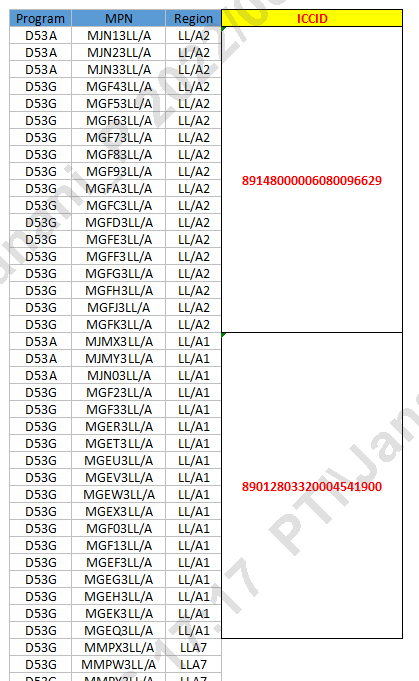 Program MPN Region ICCID
D53A MJN13LL/A LL/A2
D53A MJN23LL/A LL/A2
D53A MJN33LL/A LL/A2
D53G MGF43LL/A LL/A2
D53G MGF53LL/A LL/A2
D53G MGF63LL/A LL/A2
D53G MGF73LL/A LL/A2
D53G MGF83LL/A LL/A2
D53G MGF93LL/A LL/A2
D53G MGFA3LL/A LL/A2 89148000006080096629
D53G MGFC3LL/A LL/A2
D53G MGFD3LL/A LL/A2
D53G MGFE3LL/A LL/A2
D53G MGFF3LL/A LL/A2
D53G MGFG3LL/A LL/A2
D53G MGFH3LL/A LL/A2
D53G MGFJ3LL/A LL/A2
D53G MGFK3LL/A LL/A2
D53A MJMX3LL/A LL/A1
D53A MJMY3LL/A LL/A1
D53A MJN03LL/A LL/A1
D53G MGF23LL/A LL/A1
D53G MGF33LL/A LL/A1
D53G MGER3LL/A LL/A1
D53G MGET3LL/A LL/A1
D53G MGEU3LL/A LL/A1
D53G MGEV3LL/A LL/A1
D53G MGEW3LL/A LL/A1 89012803320004541900
D53G MGEX3LL/A LL/A1
D53G MGF03LL/A LL/A1
D53G MGF13LL/A LL/A1
D53G MGEF3LL/A LL/A1
D53G MGEG3LL/A LL/A1
D53G MGEH3LL/A LL/A1
D53G MGEK3LL/A LL/A1
D53G MGEQ3LL/A LL/A1
D53G MMPX3LL/A LLA7
D53G MMPW3LL/A LLA7
D53G MMPY3LL/A LLA7